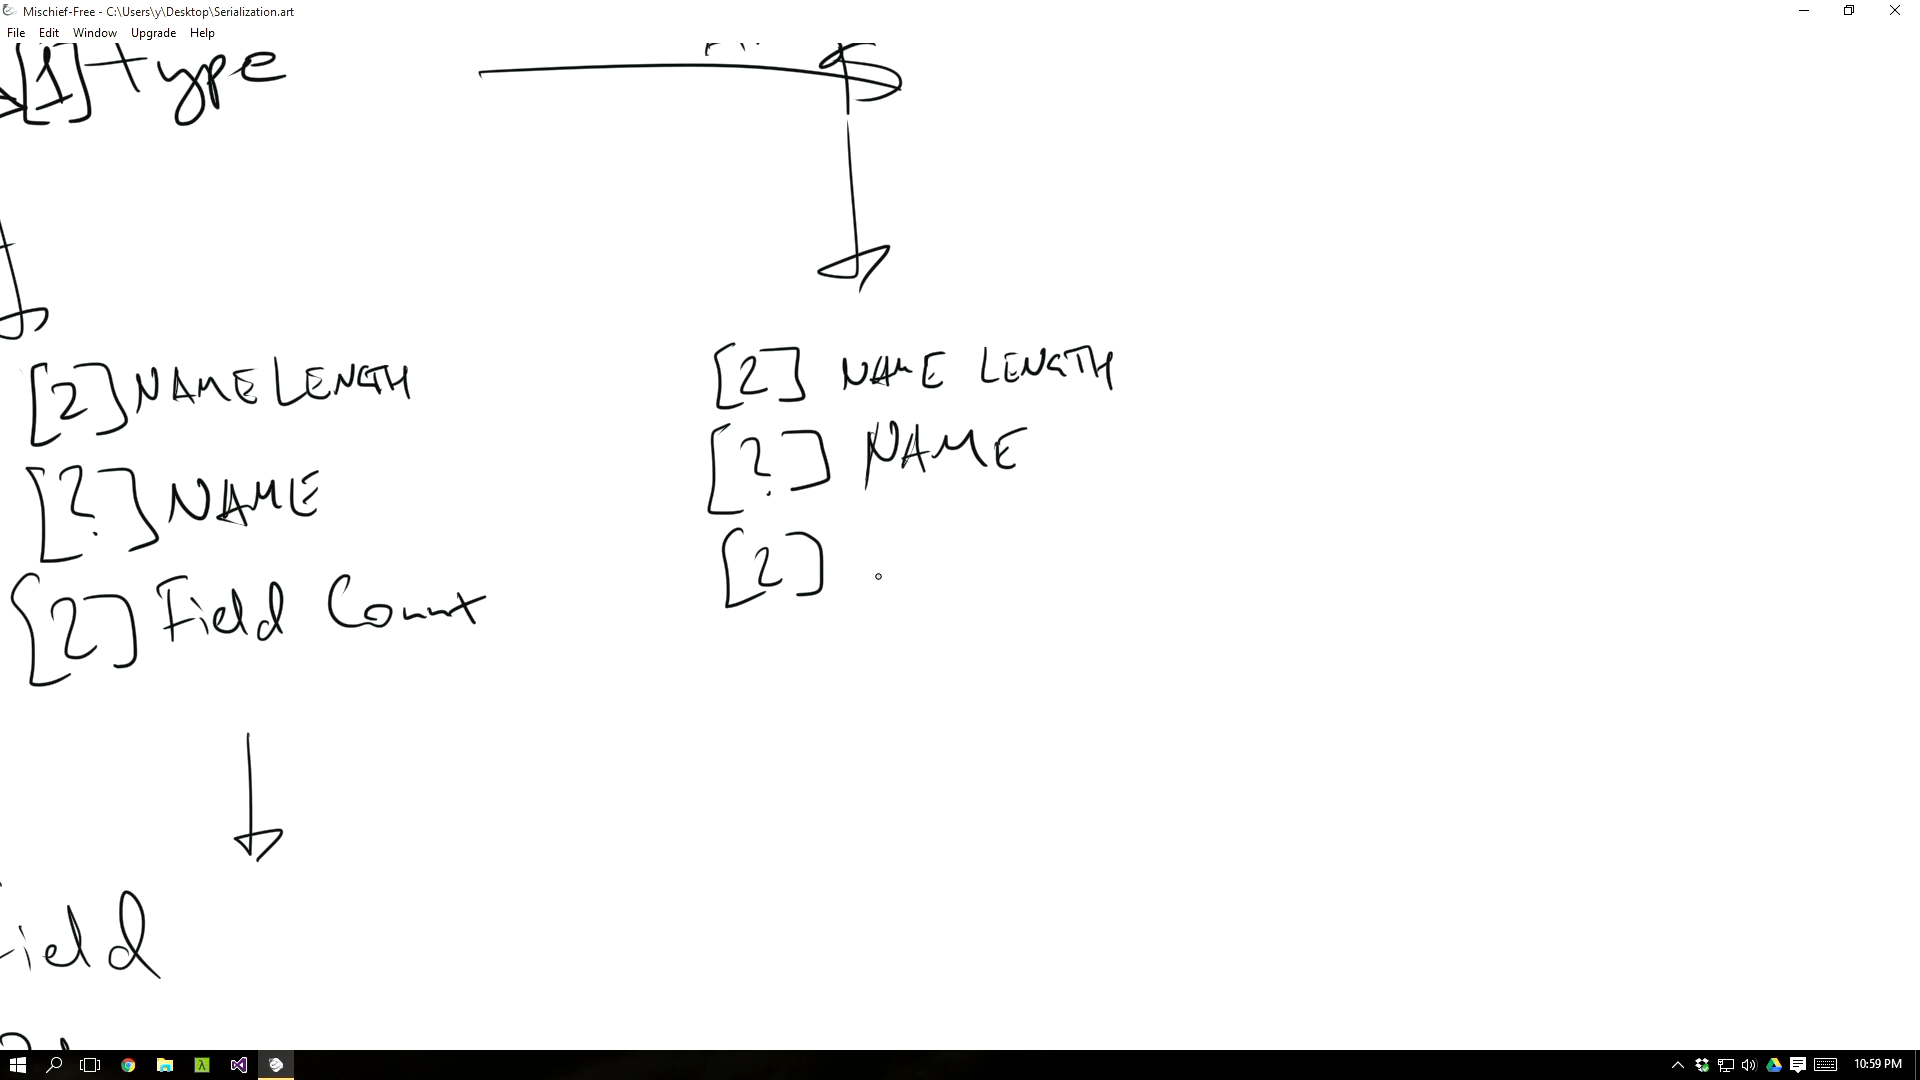 Mischief-Free - C:\Users\y\Desktop\Serialization.art
File Edit Window Upgrade Help
[1] type
[2] NAME LENGTH
[?] NAME
[2] Field Count
[2] NAME LENGTH
[?] NAME
[2]
Field
10:59 PM